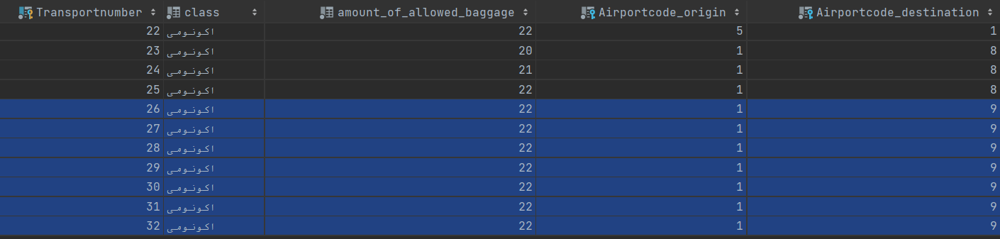 Transportnumber class amount_of_allowed_baggage Airportcode_origin Airportcode_destination
22 اکونومی 22 5 1
23 اکونومی 20 1 8
24 اکونومی 21 1 8
25 اکونومی 22 1 8
26 اکونومی 22 1 9
27 اکونومی 22 1 9
28 اکونومی 22 1 9
29 اکونومی 22 1 9
30 اکونومی 22 1 9
31 اکونومی 22 1 9
32 اکونومی 22 1 9